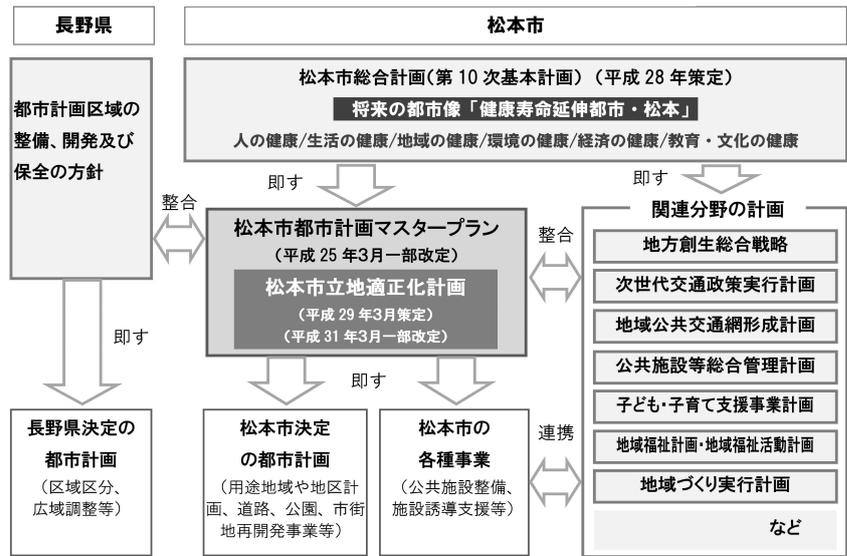 長野県
松本市
都市計画区域の
整備、開発及び
保全の方針
松本市総合計画(第10次基本計画)(平成28年策定)
将来の都市像「健康寿命延伸都市・松本」
人の健康/生活の健康/地域の健康/環境の健康/経済の健康/教育・文化の健康
即す
即す
整合
松本市都市計画マスタープラン
(平成25年3月一部改定)
松本市立地適正化計画
(平成29年3月策定)
(平成31年3月一部改定)
整合
関連分野の計画
地方創生総合戦略
次世代交通政策実行計画
地域公共交通網形成計画
公共施設等総合管理計画
子ども・子育て支援事業計画
地域福祉計画・地域福祉活動計画
地域づくり実行計画
など
即す
即す
長野県決定の
都市計画
(区域区分、
広域調整等)
松本市決定
の都市計画
(用途地域や地区計
画、道路、公園、市街
地再開発事業等)
松本市の
各種事業
(公共施設整備、
施設誘導支援等)
連携